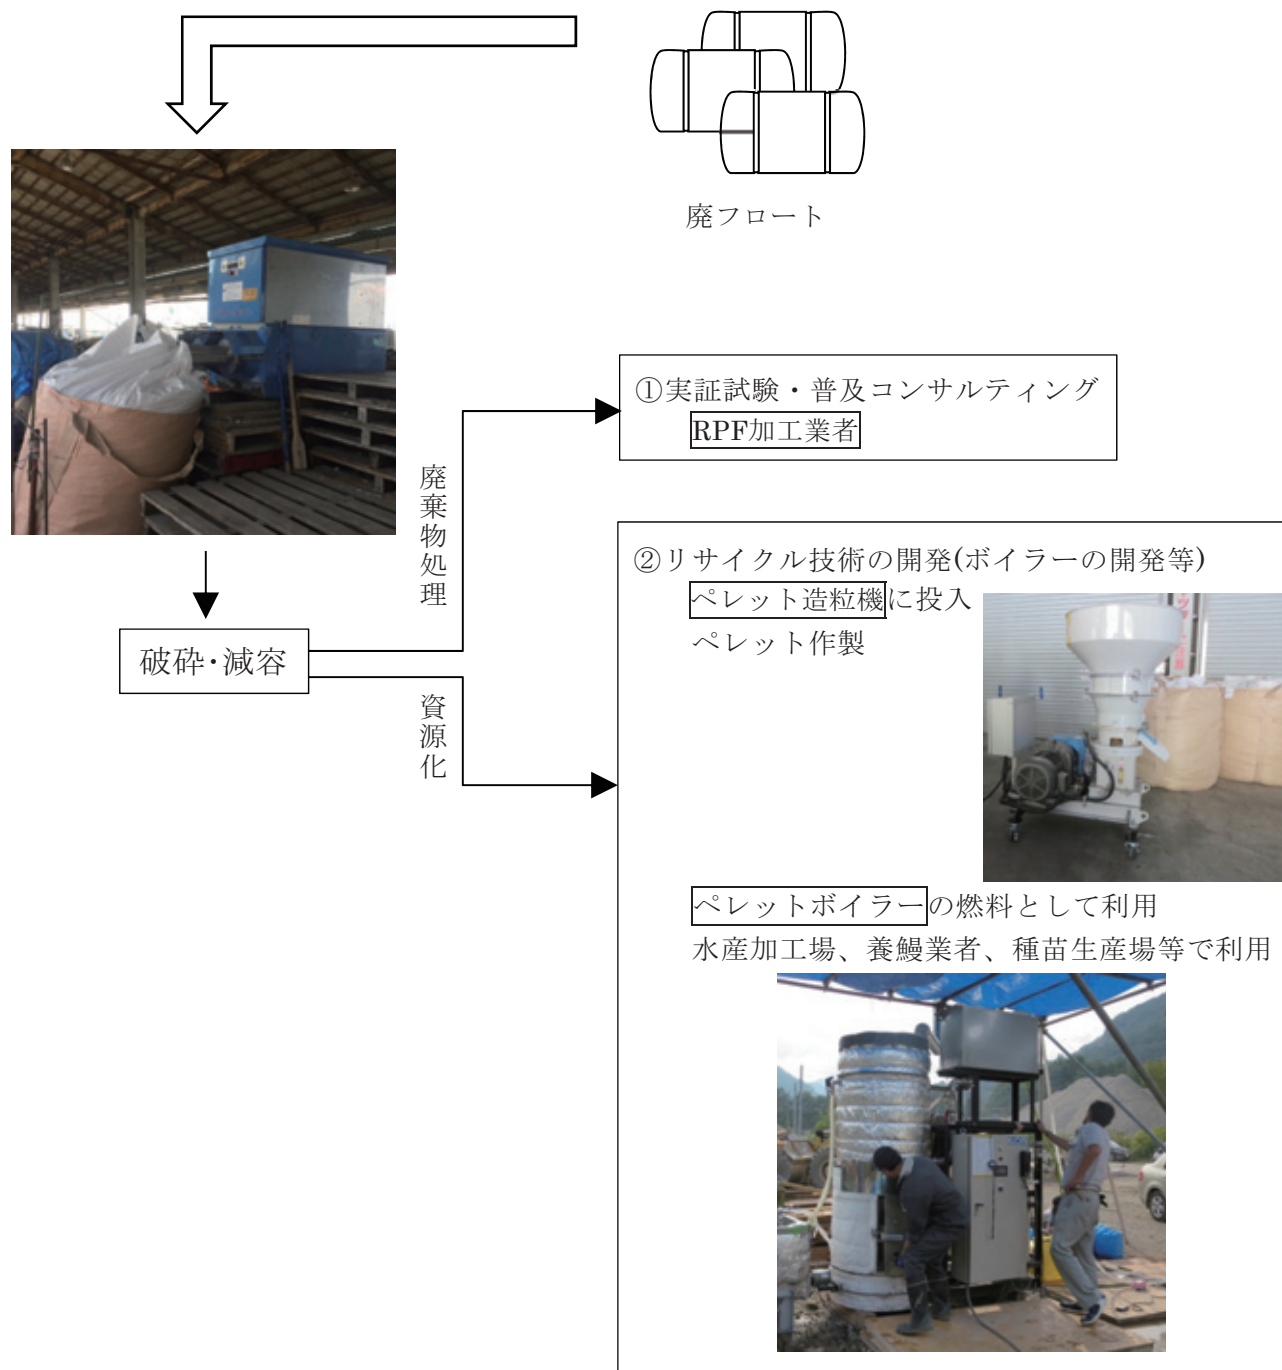 廃フロート
①実証試験・普及コンサルティング
RPF加工業者
廃棄物処理
②リサイクル技術の開発(ボイラーの開発等)
ペレット造粒機に投入
ペレット作製
破砕・減容
資源化
ペレットボイラーの燃料として利用
水産加工場、養鰻業者、種苗生産場等で利用